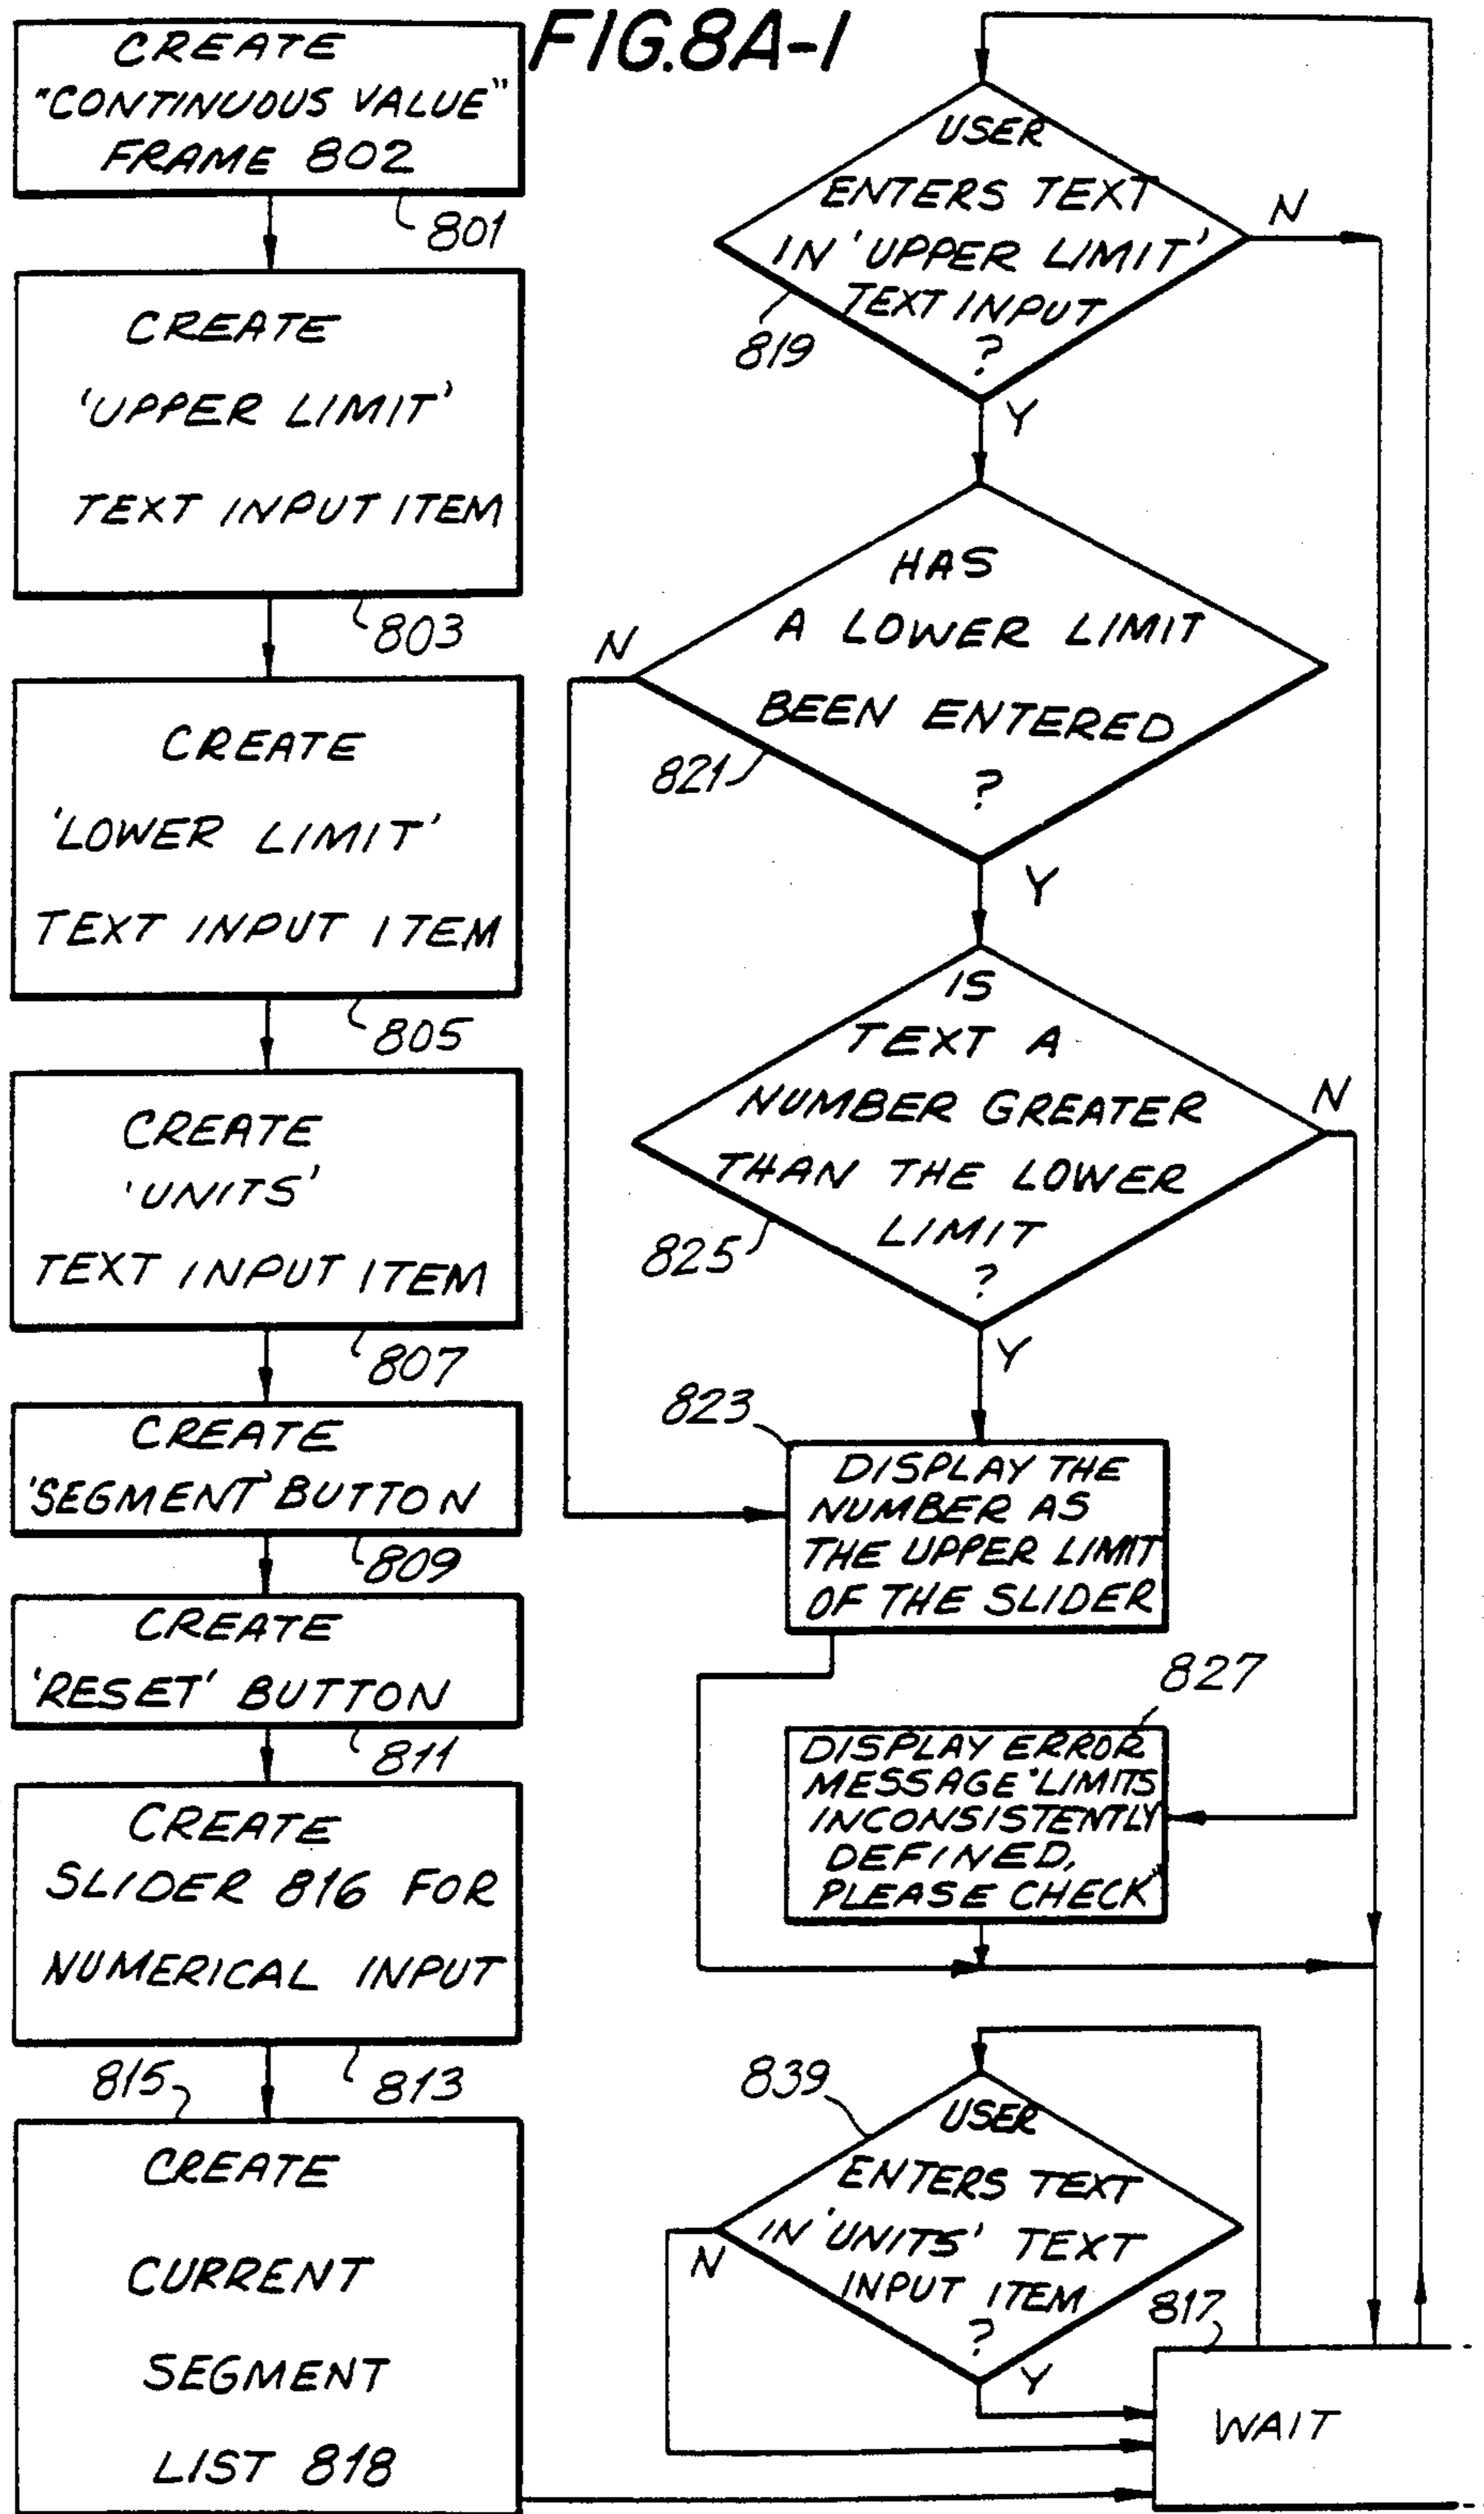 FIG.8A-1
CREATE
"CONTINUOUS VALUE"
FRAME 802
801
CREATE
'UPPER LIMIT'
TEXT INPUT ITEM
803
CREATE
'LOWER LIMIT'
TEXT INPUT ITEM
805
CREATE
'UNITS'
TEXT INPUT ITEM
807
CREATE
'SEGMENT' BUTTON
809
CREATE
'RESET' BUTTON
811
CREATE
SLIDER 816 FOR
NUMERICAL INPUT
813
815
CREATE
CURRENT
SEGMENT
LIST 818
USER
ENTERS TEXT
IN 'UPPER LIMIT'
TEXT INPUT
?
819
N
Y
HAS
A LOWER LIMIT
BEEN ENTERED
?
821
N
Y
IS
TEXT A
NUMBER GREATER
THAN THE LOWER
LIMIT
?
825
N
Y
823
DISPLAY THE
NUMBER AS
THE UPPER LIMIT
OF THE SLIDER
827
DISPLAY ERROR
MESSAGE "LIMITS
INCONSISTENTLY
DEFINED,
PLEASE CHECK"
839
USER
ENTERS TEXT
IN 'UNITS' TEXT
INPUT ITEM
?
N
Y
817
WAIT